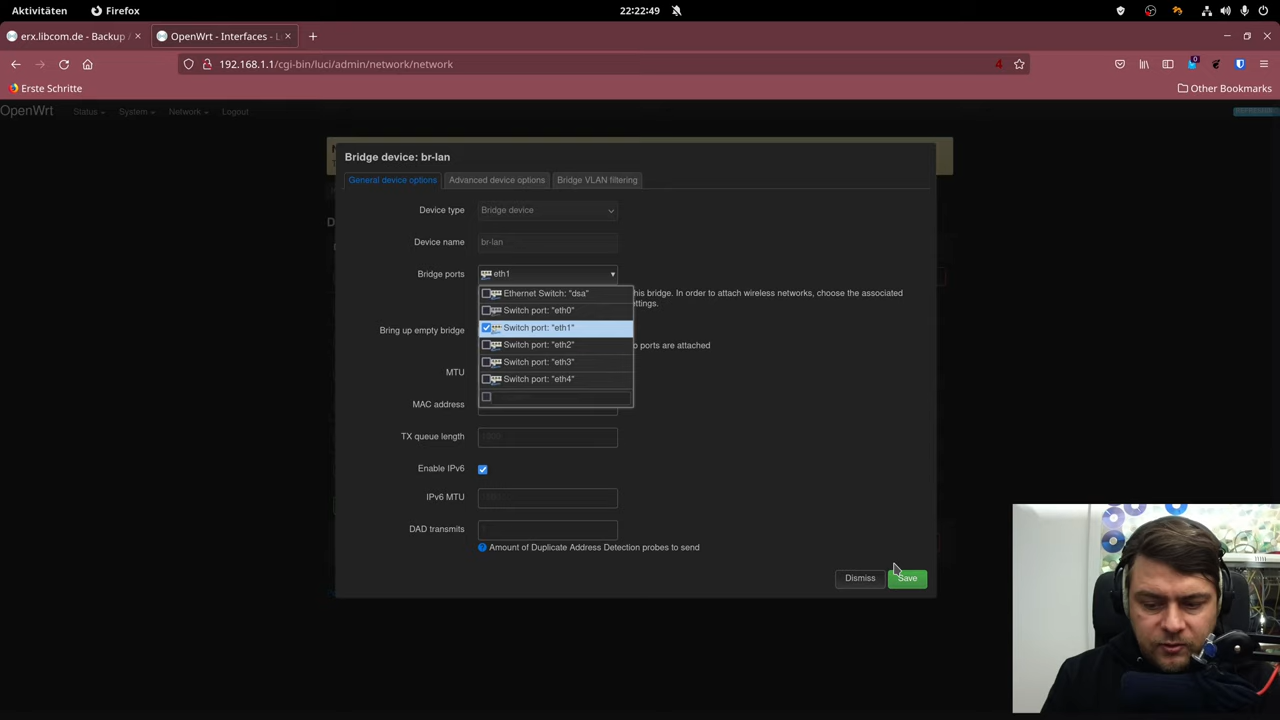 Aktivitäten
Firefox
22:22:49
erx.libcom.de - Backup /
OpenWrt - Interfaces - L
192.168.1.1/cgi-bin/luci/admin/network/network
4
0
Erste Schritte
Other Bookmarks
OpenWrt
Status
System
Network
Logout
Bridge device: br-lan
General device options
Advanced device options
Bridge VLAN filtering
Device type
Bridge device
Device name
br-lan
Bridge ports
eth1
Ethernet Switch: "dsa"
his bridge. In order to attach wireless networks, choose the associated
ettings.
Switch port: "eth0"
Switch port: "eth1"
Bring up empty bridge
Switch port: "eth2"
o ports are attached
Switch port: "eth3"
MTU
Switch port: "eth4"
MAC address
TX queue length
Enable IPv6
IPv6 MTU
DAD transmits
Amount of Duplicate Address Detection probes to send
Dismiss
Save